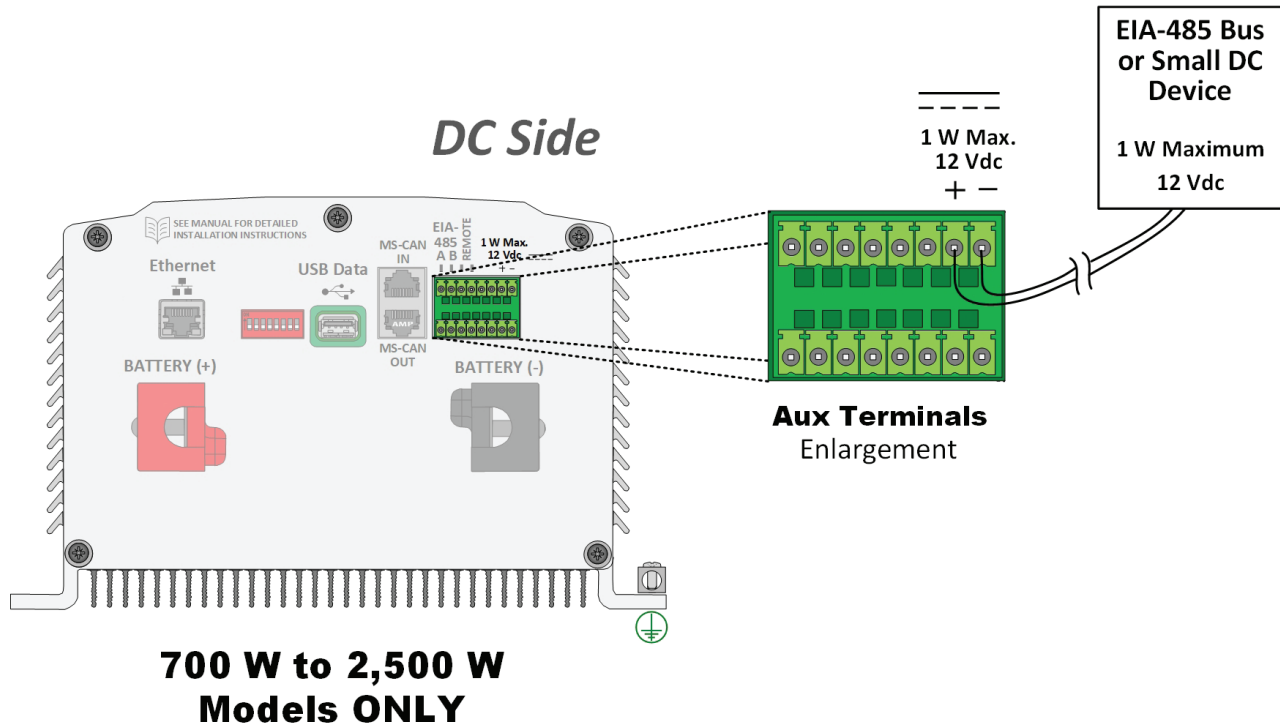 EIA-485 Bus
or Small DC
Device
1 W Maximum
12 Vdc
1 W Max.
12 Vdc
+ −
DC Side
SEE MANUAL FOR DETAILED
INSTALLATION INSTRUCTIONS
Ethernet
USB Data
MS-CAN
IN
EIA-
485
A B
REMOTE
1 W Max.
12 Vdc
+ -
AMP
MS-CAN
OUT
BATTERY (+)
BATTERY (-)
Aux Terminals
Enlargement
700 W to 2,500 W
Models ONLY